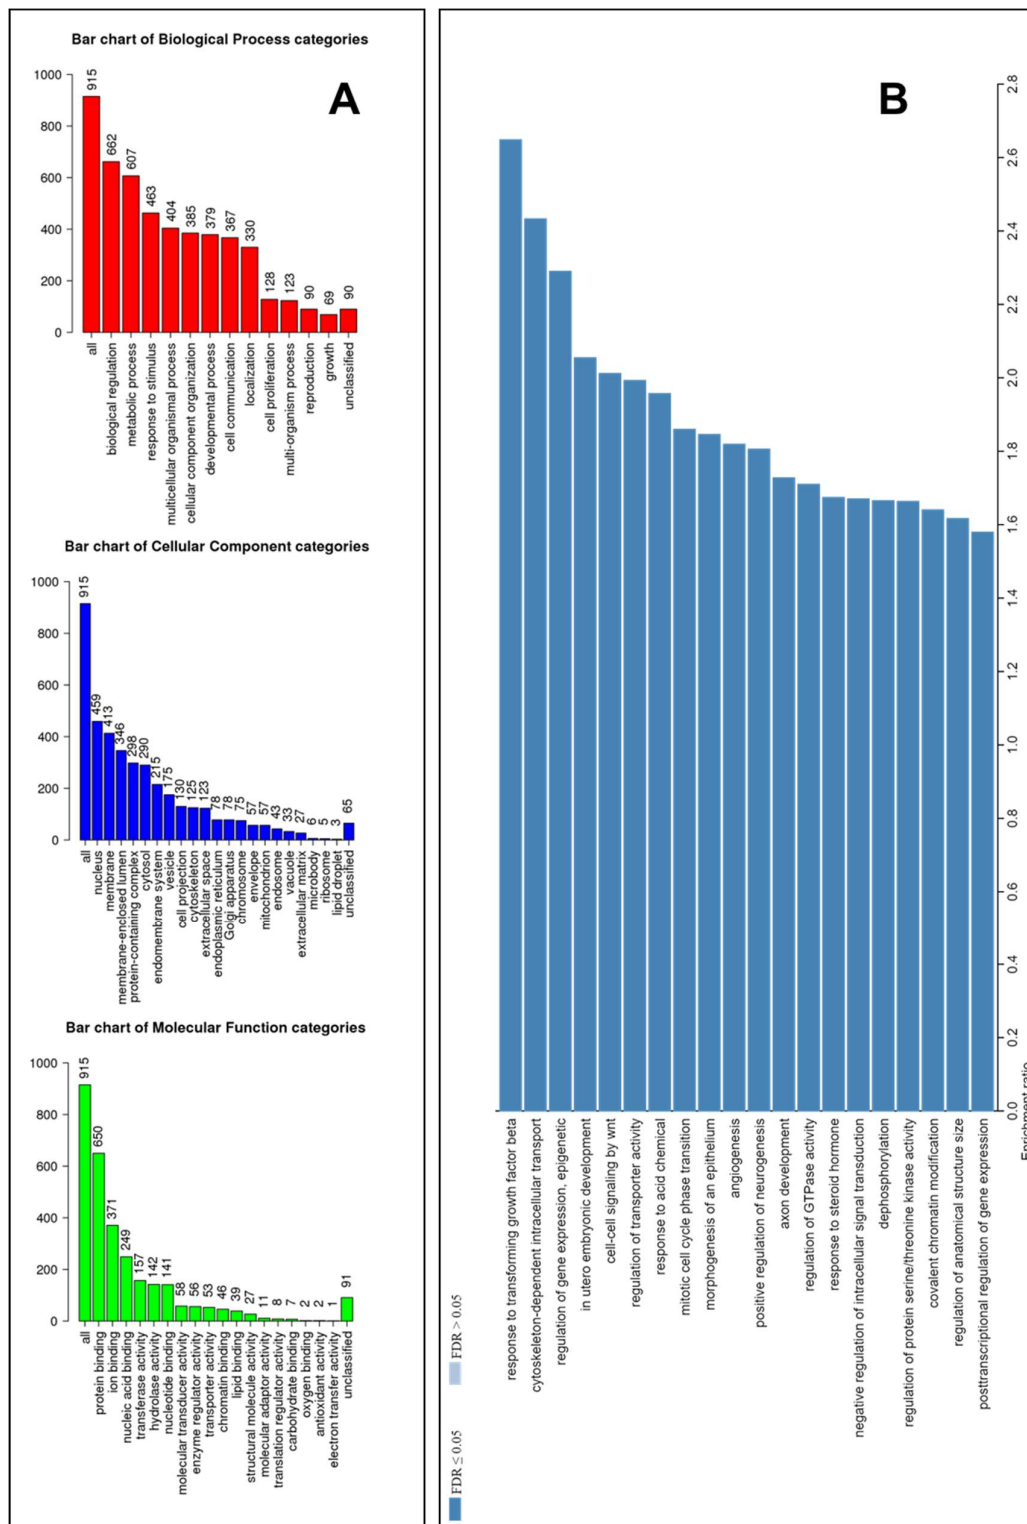 Bar chart of Biological Process categories
A
1000
800
600
400
200
0
915
662
607
463
404
385
379
367
330
128
123
90
69
90
all
biological regulation
metabolic process
response to stimulus
multicellular organismal process
cellular component organization
developmental process
cell communication
localization
cell proliferation
multi-organism process
reproduction
growth
unclassified
Bar chart of Cellular Component categories
1000
800
600
400
200
0
915
459
413
346
298
290
215
175
130
125
123
78
78
75
57
57
43
33
27
6
5
3
65
all
nucleus
membrane
membrane-enclosed lumen
protein-containing complex
cytosol
endomembrane system
vesicle
cell projection
cytoskeleton
extracellular space
endoplasmic reticulum
Golgi apparatus
chromosome
envelope
mitochondrion
endosome
vacuole
extracellular matrix
microbody
ribosome
lipid droplet
unclassified
Bar chart of Molecular Function categories
1000
800
600
400
200
0
915
650
371
249
157
142
141
58
56
53
46
39
27
11
8
7
2
2
1
91
all
protein binding
ion binding
nucleic acid binding
transferase activity
hydrolase activity
nucleotide binding
molecular transducer activity
enzyme regulator activity
transporter activity
chromatin binding
lipid binding
structural molecule activity
molecular adaptor activity
translation regulator activity
carbohydrate binding
oxygen binding
antioxidant activity
electron transfer activity
unclassified
B
2.8
2.6
2.4
2.2
2.0
1.8
1.6
1.4
1.2
1.0
0.8
0.6
0.4
0.2
0.0
Enrichment ratio
response to transforming growth factor beta
cytoskeleton-dependent intracellular transport
regulation of gene expression, epigenetic
in utero embryonic development
cell-cell signaling by wnt
regulation of transporter activity
response to acid chemical
mitotic cell cycle phase transition
morphogenesis of an epithelium
angiogenesis
positive regulation of neurogenesis
axon development
regulation of GTPase activity
response to steroid hormone
negative regulation of intracellular signal transduction
dephosphorylation
regulation of protein serine/threonine kinase activity
covalent chromatin modification
regulation of anatomical structure size
posttranscriptional regulation of gene expression
FDR ≤ 0.05
FDR > 0.05